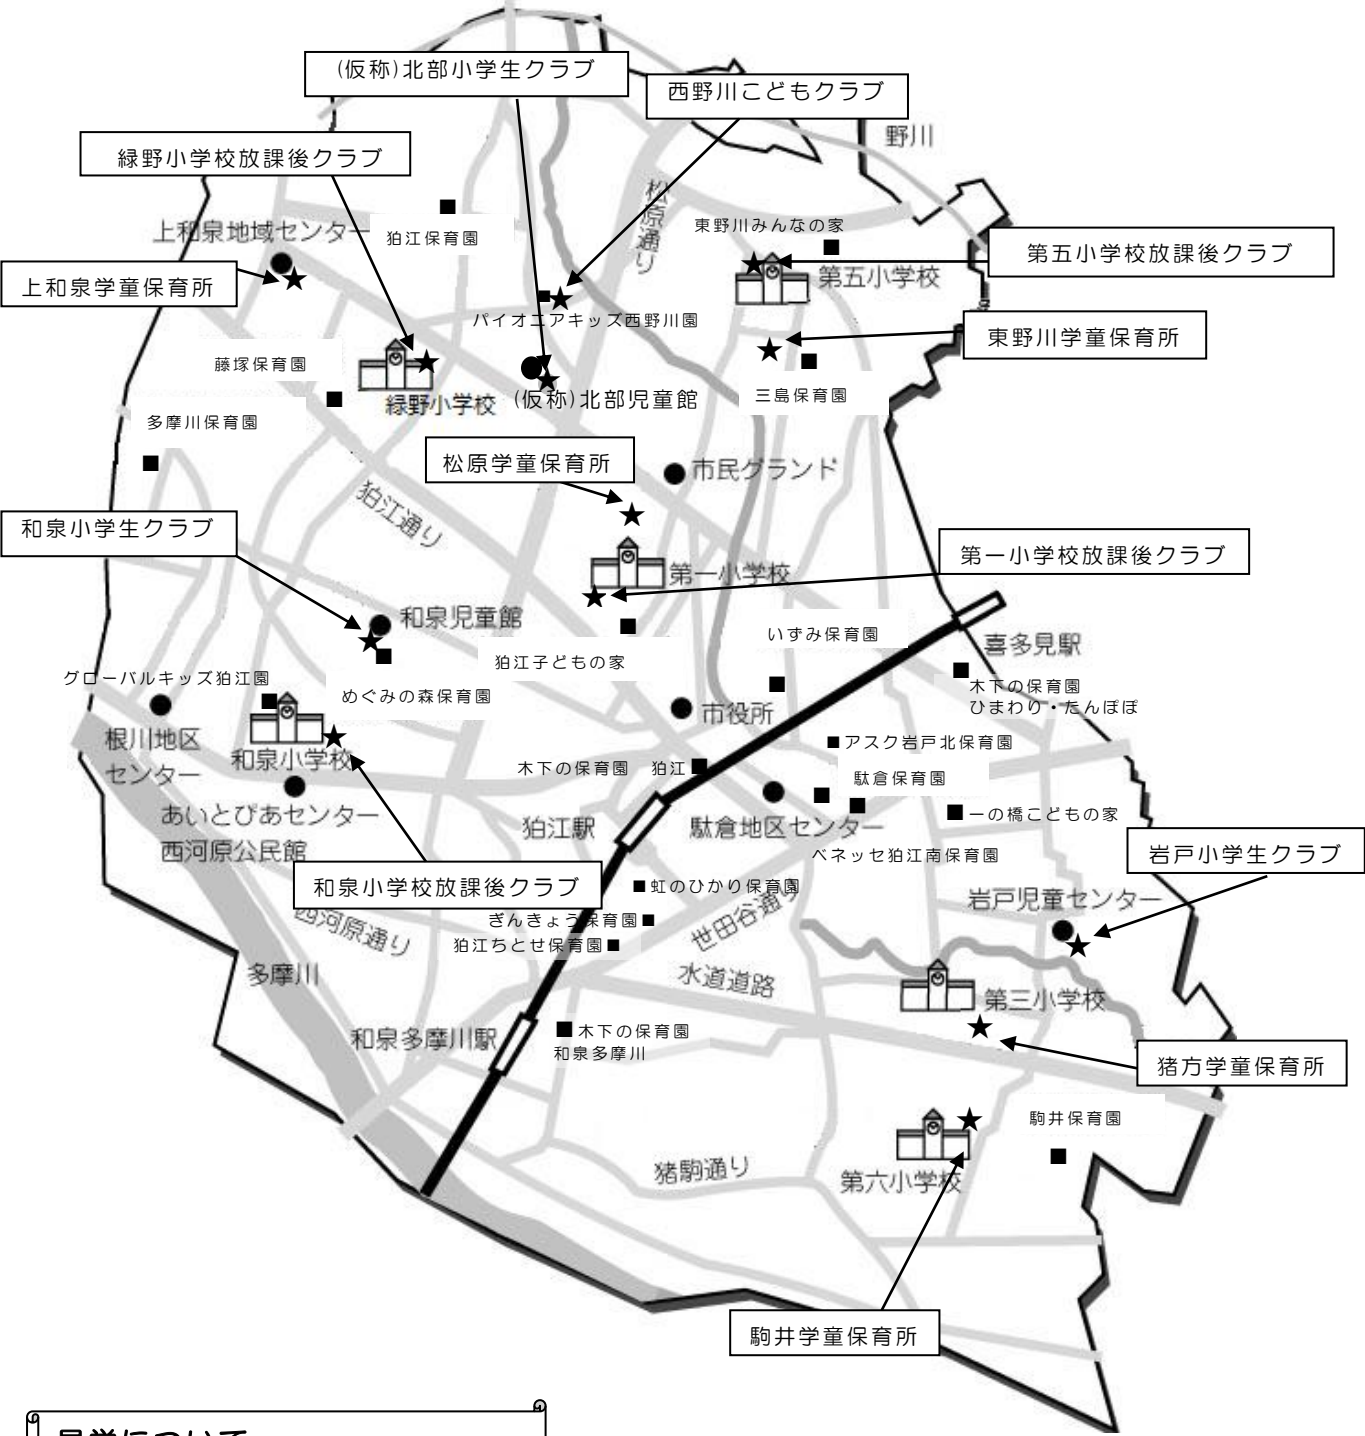 (仮称)北部小学生クラブ
西野川こどもクラブ
野川
緑野小学校放課後クラブ
松原通り
狛江保育園
東野川みんなの家
上和泉地域センター
第五小学校放課後クラブ
第五小学校
上和泉学童保育所
パイオニアキッズ西野川園
東野川学童保育所
藤塚保育園
緑野小学校
(仮称)北部児童館
三島保育園
多摩川保育園
松原学童保育所
市民グランド
狛江通り
和泉小学生クラブ
第一小学校放課後クラブ
第一小学校
和泉児童館
いずみ保育園
喜多見駅
狛江子どもの家
グローバルキッズ狛江園
めぐみの森保育園
木下の保育園
ひまわり・たんぽぽ
市役所
根川地区
センター
和泉小学校
アスク岩戸北保育園
木下の保育園 狛江
駄倉保育園
あいとぴあセンター
西河原公民館
狛江駅
駄倉地区センター
一の橋こどもの家
ベネッセ狛江南保育園
岩戸小学生クラブ
和泉小学校放課後クラブ
虹のひかり保育園
岩戸児童センター
西河原通り
ぎんきょう保育園
世田谷通り
狛江ちとせ保育園
多摩川
水道道路
第三小学校
和泉多摩川駅
木下の保育園
和泉多摩川
猪方学童保育所
駒井保育園
猪駒通り
第六小学校
駒井学童保育所
見学について